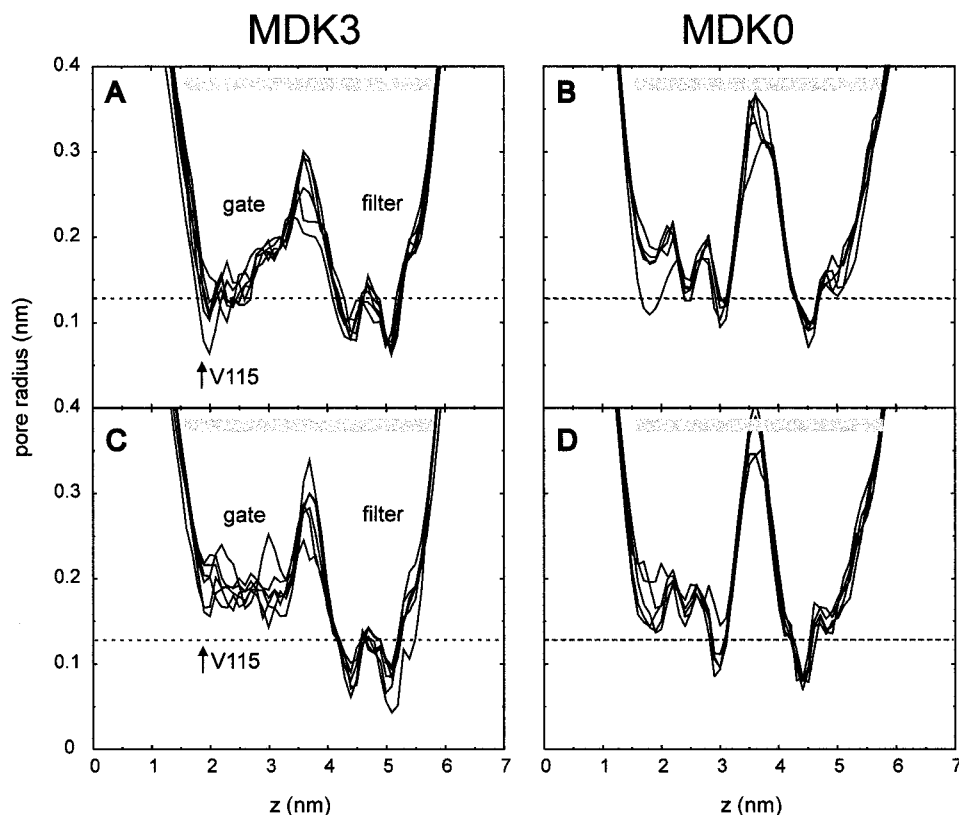 MDK3 MDK0
A
B
0.4
0.3
0.2
0.1
gate filter
V115
C
D
0.4
0.3
0.2
0.1
0
gate filter
V115
pore radius (nm)
0 1 2 3 4 5 6 7
0 1 2 3 4 5 6 7
z (nm) z (nm)